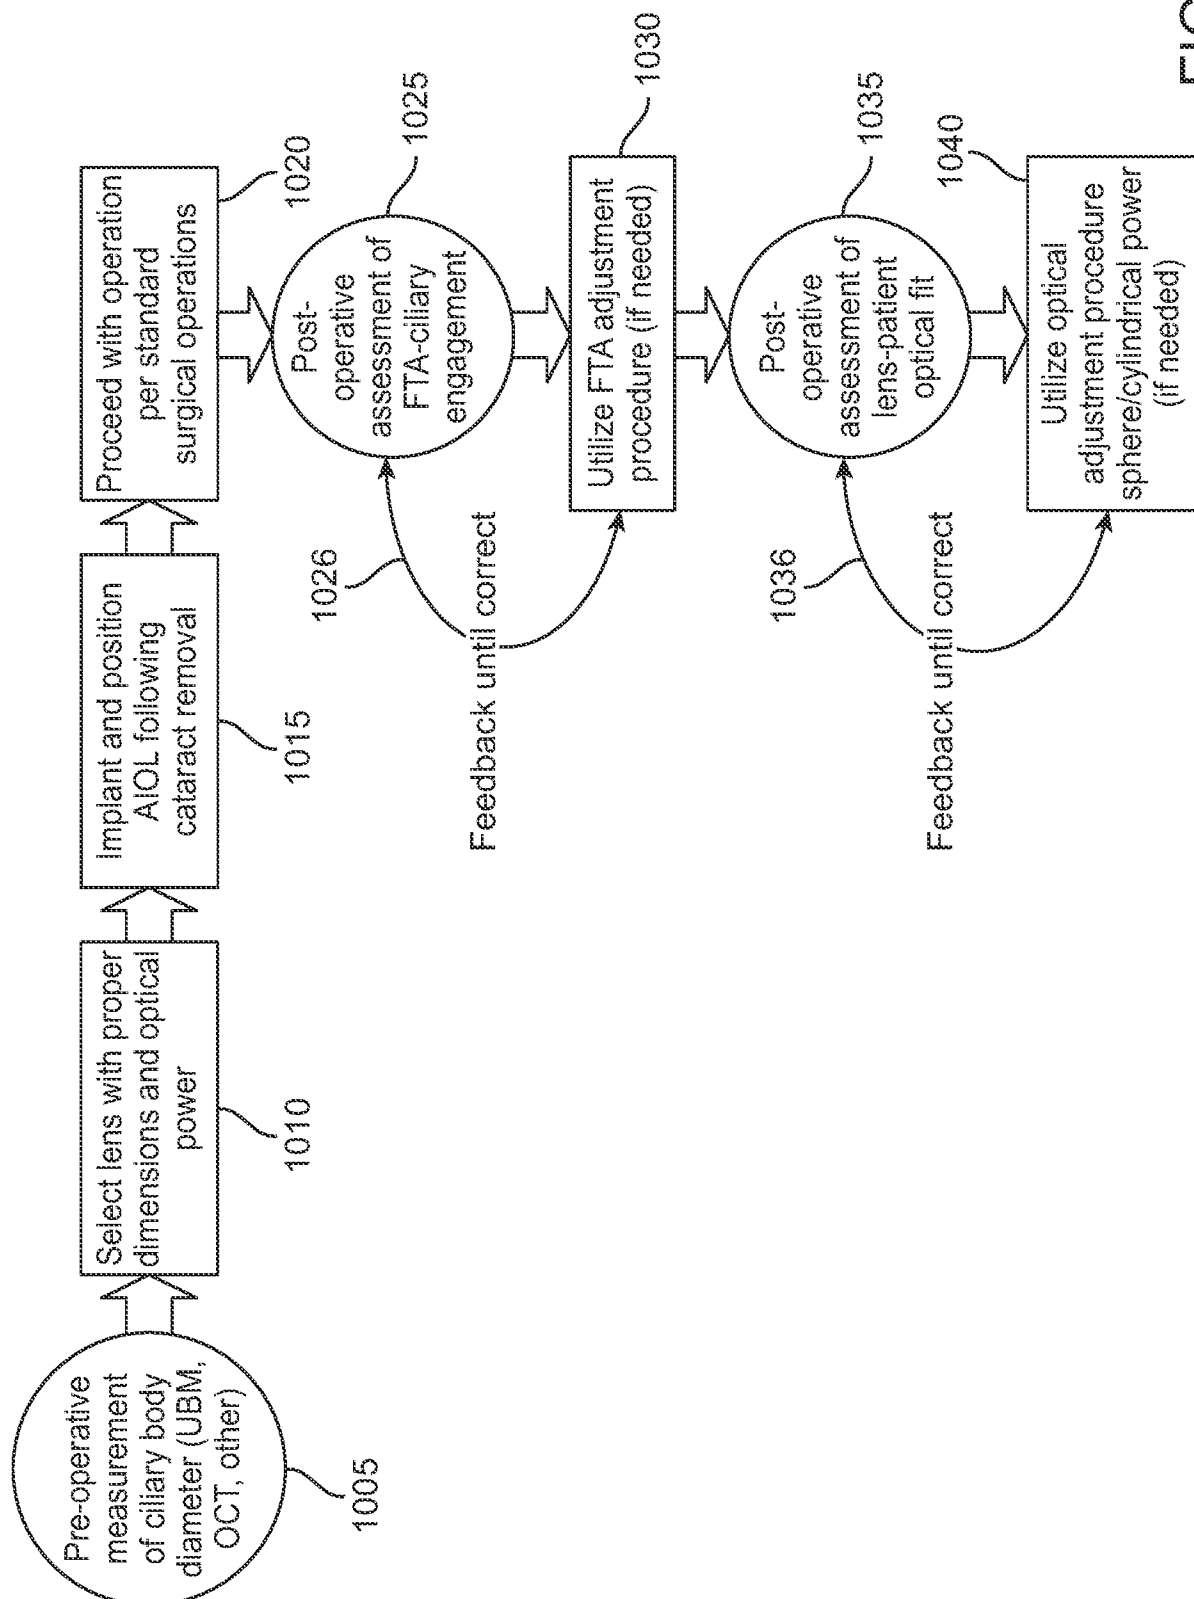 Pre-operative
measurement
of ciliary body
diameter (UBM,
OCT, other)
1005
Select lens with proper
dimensions and optical
power
1010
Implant and position
AIOL following
cataract removal
1015
Proceed with operation
per standard
surgical operations
1020
Post-
operative
assessment of
FTA-ciliary
engagement
1025
1026
Feedback until correct
Utilize FTA adjustment
procedure (if needed)
1030
Post-
operative
assessment of
lens-patient
optical fit
1035
1036
Feedback until correct
Utilize optical
adjustment procedure
sphere/cylindrical power
(if needed)
1040